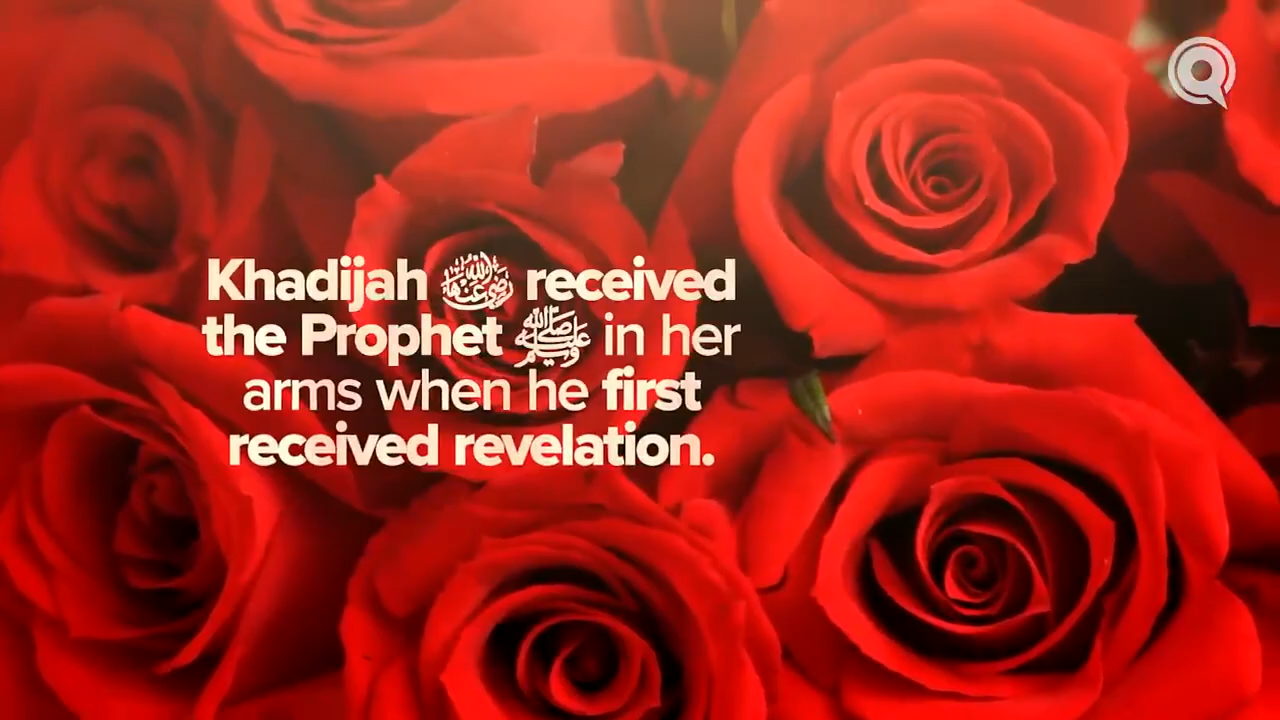 Khadijah رضي الله عنها received
the Prophet صلى الله عليه وسلم in her
arms when he first
received revelation.